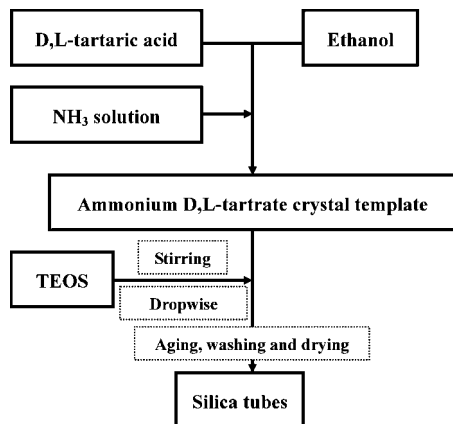 D,L-tartaric acid
Ethanol
NH₃ solution
Ammonium D,L-tartrate crystal template
TEOS
Stirring
Dropwise
Aging, washing and drying
Silica tubes